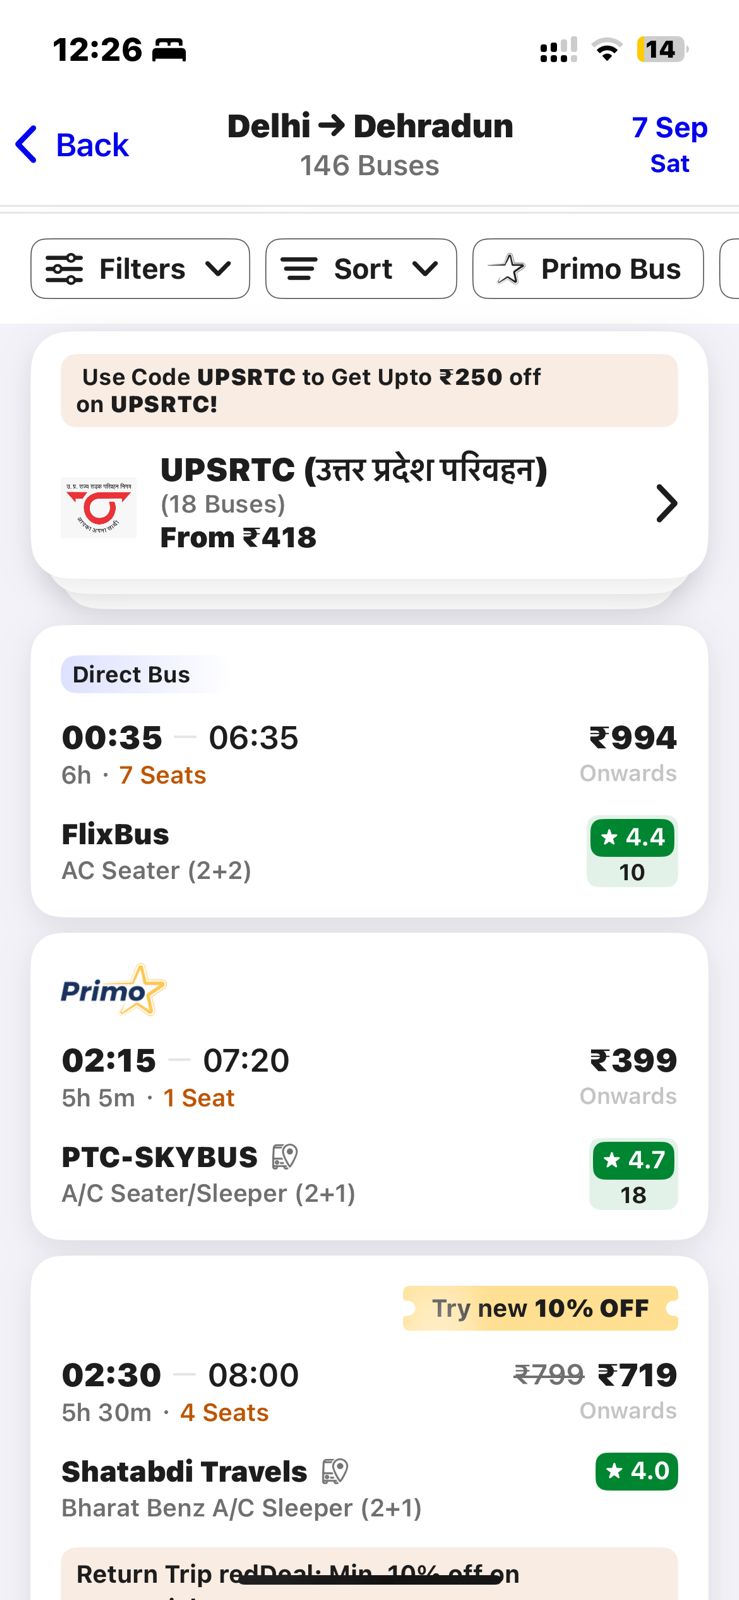 12:26
14
Back
Delhi → Dehradun
146 Buses
7 Sep
Sat
Filters
Sort
Primo Bus
Use Code UPSRTC to Get Upto ₹250 off
on UPSRTC!
UPSRTC (उत्तर प्रदेश परिवहन)
(18 Buses)
From ₹418
Direct Bus
00:35 — 06:35
₹994
6h · 7 Seats
Onwards
FlixBus
★ 4.4
AC Seater (2+2)
10
Primo
02:15 — 07:20
₹399
5h 5m · 1 Seat
Onwards
PTC-SKYBUS
★ 4.7
A/C Seater/Sleeper (2+1)
18
Try new 10% OFF
02:30 — 08:00
₹799 ₹719
5h 30m · 4 Seats
Onwards
Shatabdi Travels
★ 4.0
Bharat Benz A/C Sleeper (2+1)
Return Trip redDeal: Min. 10% off on